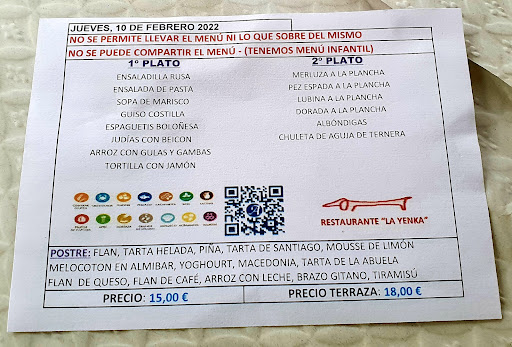 JUEVES, 10 DE FEBRERO 2022
NO SE PERMITE LLEVAR EL MENÚ NI LO QUE SOBRE DEL MISMO
NO SE PUEDE COMPARTIR EL MENÚ - (TENEMOS MENÚ INFANTIL)
1º PLATO
ENSALADILLA RUSA
ENSALADA DE PASTA
SOPA DE MARISCO
GUISO COSTILLA
ESPAGUETIS BOLOÑESA
JUDÍAS CON BEICON
ARROZ CON GULAS Y GAMBAS
TORTILLA CON JAMÓN
2º PLATO
MERLUZA A LA PLANCHA
PEZ ESPADA A LA PLANCHA
LUBINA A LA PLANCHA
DORADA A LA PLANCHA
ALBÓNDIGAS
CHULETA DE AGUJA DE TERNERA
RESTAURANTE "LA YENKA"
POSTRE: FLAN, TARTA HELADA, PIÑA, TARTA DE SANTIAGO, MOUSSE DE LIMÓN
MELOCOTON EN ALMIBAR, YOGHOURT, MACEDONIA, TARTA DE LA ABUELA
FLAN DE QUESO, FLAN DE CAFÉ, ARROZ CON LECHE, BRAZO GITANO, TIRAMISÚ
PRECIO: 15,00 €
PRECIO TERRAZA: 18,00 €